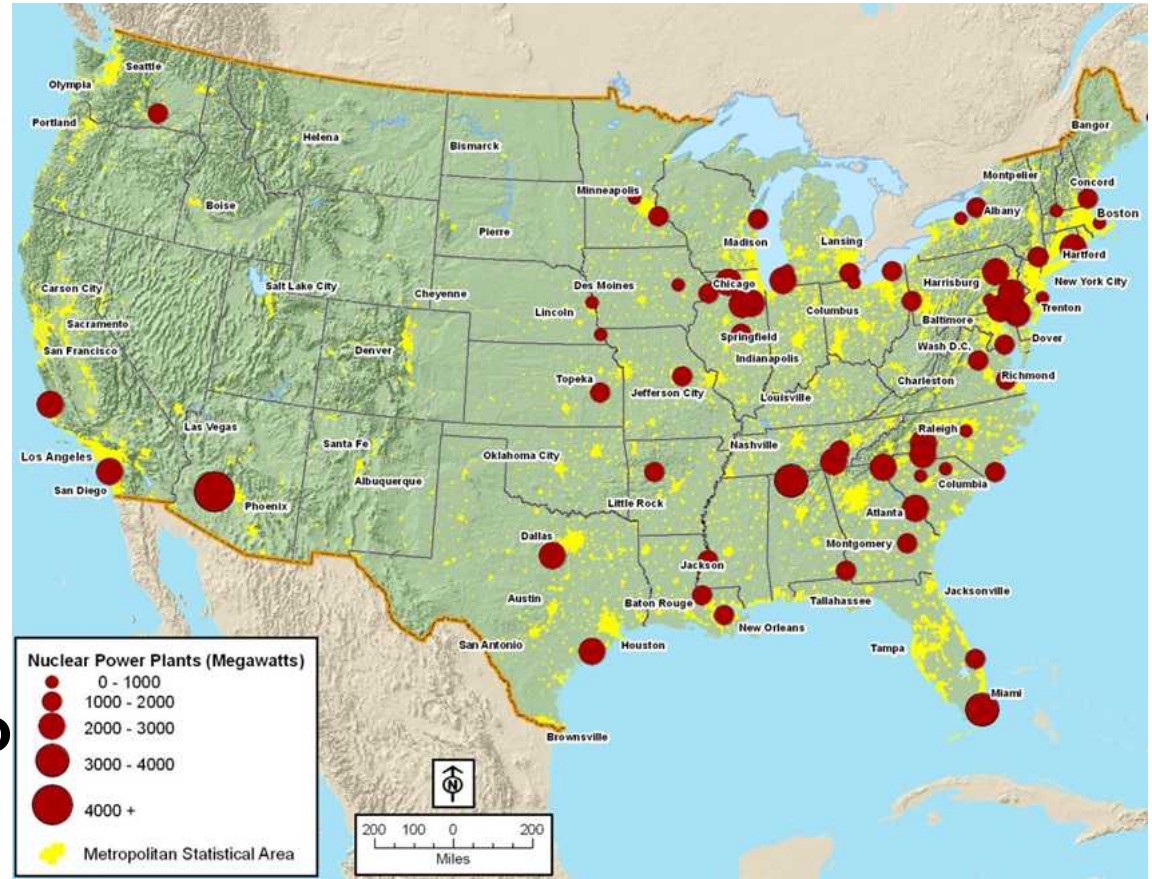 Seattle
Olympia
Portland
Helena
Bismarck
Bangor
Montpelier
Minneapolis
Concord
Boise
Albany
Boston
Pierre
Madison
Lansing
Hartford
Carson City
Salt Lake City
Cheyenne
Des Moines
Chicago
Harrisburg
New York City
Lincoln
Columbus
Trenton
Sacramento
Baltimore
San Francisco
Denver
Springfield
Wash D.C.
Dover
Indianapolis
Topeka
Jefferson City
Charleston
Richmond
Louisville
Las Vegas
Raleigh
Santa Fe
Nashville
Los Angeles
Oklahoma City
San Diego
Albuquerque
Columbia
Phoenix
Little Rock
Atlanta
Dallas
Montgomery
Jackson
Austin
Baton Rouge
Tallahassee
Jacksonville
New Orleans
San Antonio
Houston
Tampa
Miami
Brownsville
Nuclear Power Plants (Megawatts)
0 - 1000
1000 - 2000
2000 - 3000
3000 - 4000
4000 +
Metropolitan Statistical Area
N
200 100 0 200
Miles